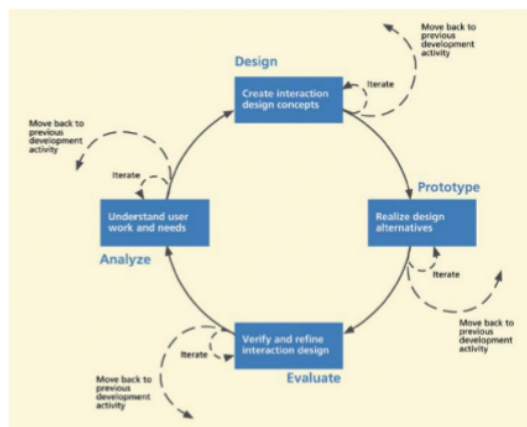 Move back to
previous
development
activity
Design
Create interaction
design concepts
Iterate
Move back to
previous
development
activity
Iterate
Prototype
Understand user
work and needs
Realize design
alternatives
Analyze
Iterate
Verify and refine
interaction design
Iterate
Move back to
previous
development
activity
Evaluate
Move back to
previous
development
activity